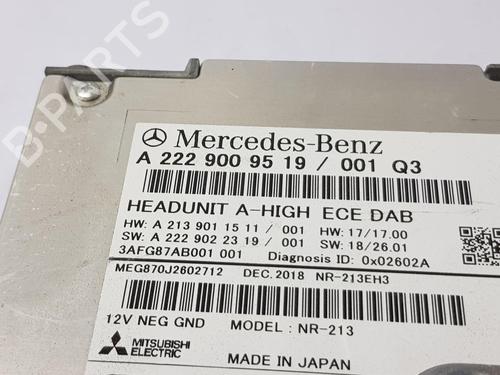 Mercedes-Benz
A 222 900 95 19 / 001 Q3
HEADUNIT A-HIGH ECE DAB
HW: A 213 901 15 11 / 001 HW: 17/17.00
SW: A 222 902 23 19 / 001 SW: 18/26.01
3AFG87AB001 001 Diagnosis ID: 0x02602A
MEG870J2602712 DEC.2018 NR-213EH3
12V NEG GND MODEL : NR-213
MITSUBISHI
ELECTRIC
MADE IN JAPAN
B-PARTS